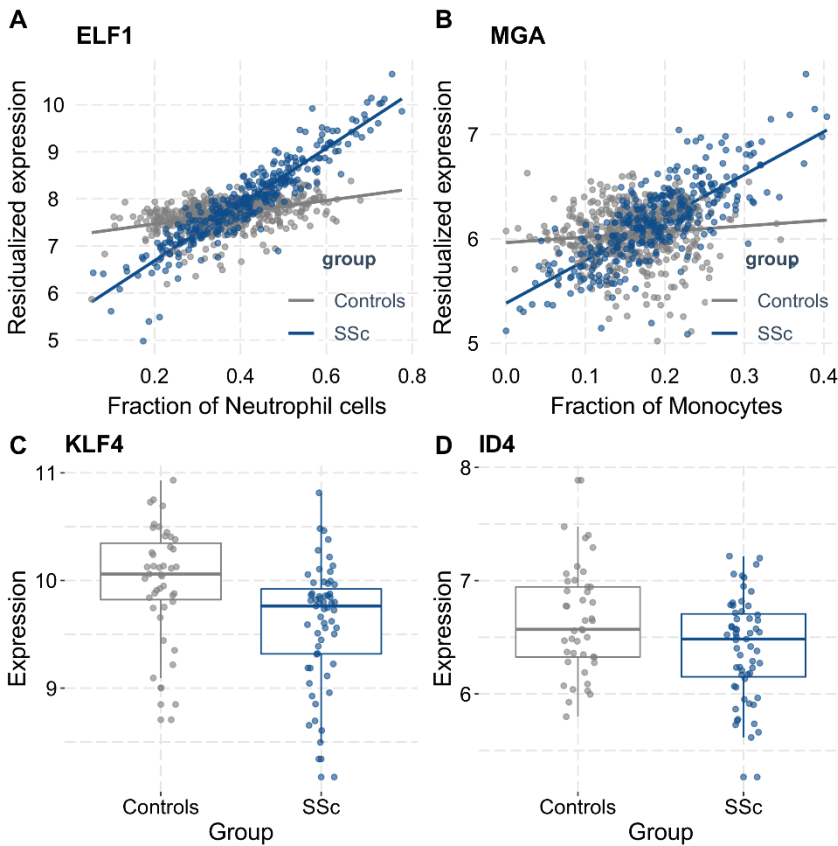 A ELF1
Residualized expression
10
9
8
7
6
5
0.2 0.4 0.6 0.8
Fraction of Neutrophil cells
group
Controls
SSc
B MGA
Residualized expression
7
6
5
0.0 0.1 0.2 0.3 0.4
Fraction of Monocytes
group
Controls
SSc
C KLF4
Expression
11
10
9
Controls SSc
Group
D ID4
Expression
8
7
6
Controls SSc
Group